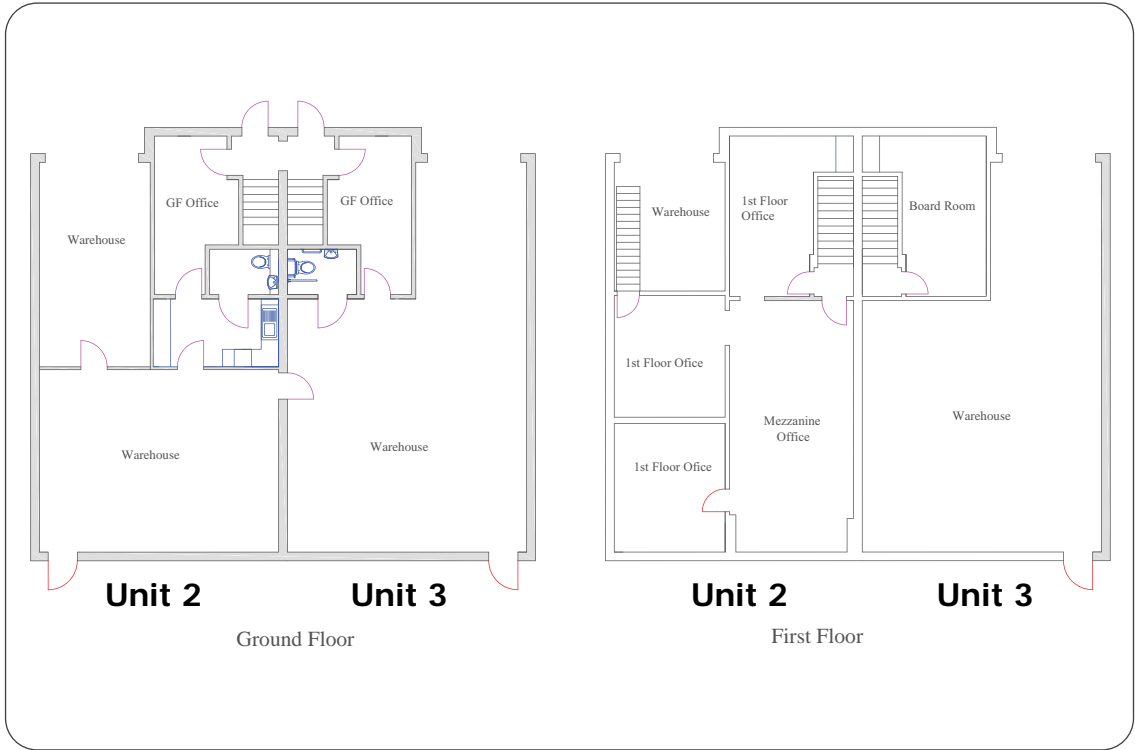 GF Office
GF Office
Warehouse
Warehouse
Warehouse
Unit 2
Unit 3
Ground Floor
Warehouse
1st Floor
Office
Board Room
1st Floor Ofice
Mezzanine
Office
Warehouse
1st Floor Ofice
Unit 2
Unit 3
First Floor